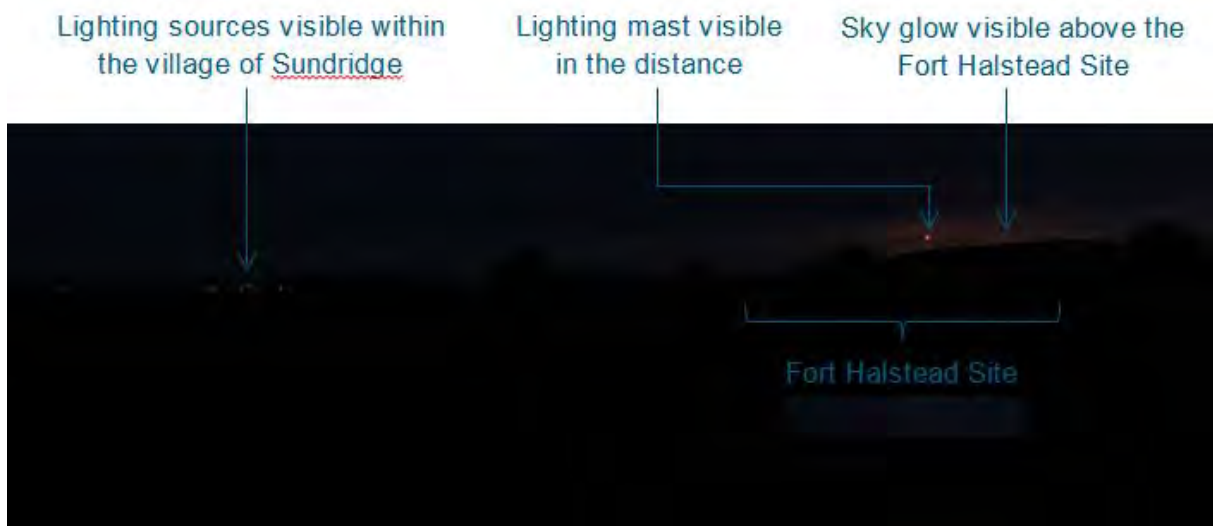 Lighting sources visible within
the village of Sundridge
Lighting mast visible
in the distance
Sky glow visible above the
Fort Halstead Site
Fort Halstead Site